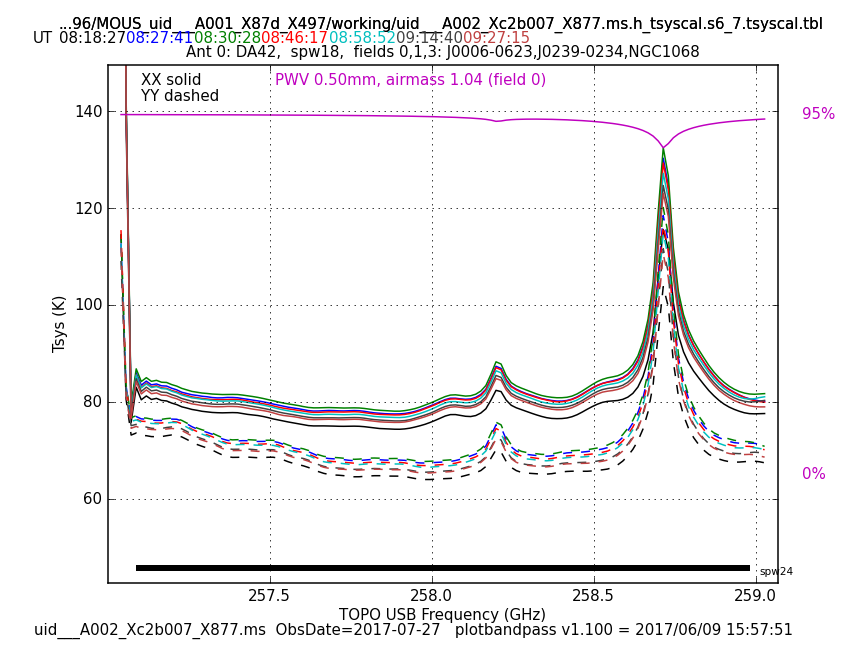 ...96/MOUS_uid___A001_X87d_X497/working/uid___A002_Xc2b007_X877.ms.h_tsyscal.s6_7.tsyscal.tbl
UT 08:18:27 08:27:41 08:30:28 08:46:17 08:58:52 09:14:40 09:27:15
Ant 0: DA42, spw18, fields 0,1,3: J0006-0623,J0239-0234,NGC1068
XX solid
YY dashed
PWV 0.50mm, airmass 1.04 (field 0)
95%
0%
Tsys (K)
140
120
100
80
60
spw24
257.5 258.0 258.5 259.0
TOPO USB Frequency (GHz)
uid___A002_Xc2b007_X877.ms ObsDate=2017-07-27 plotbandpass v1.100 = 2017/06/09 15:57:51